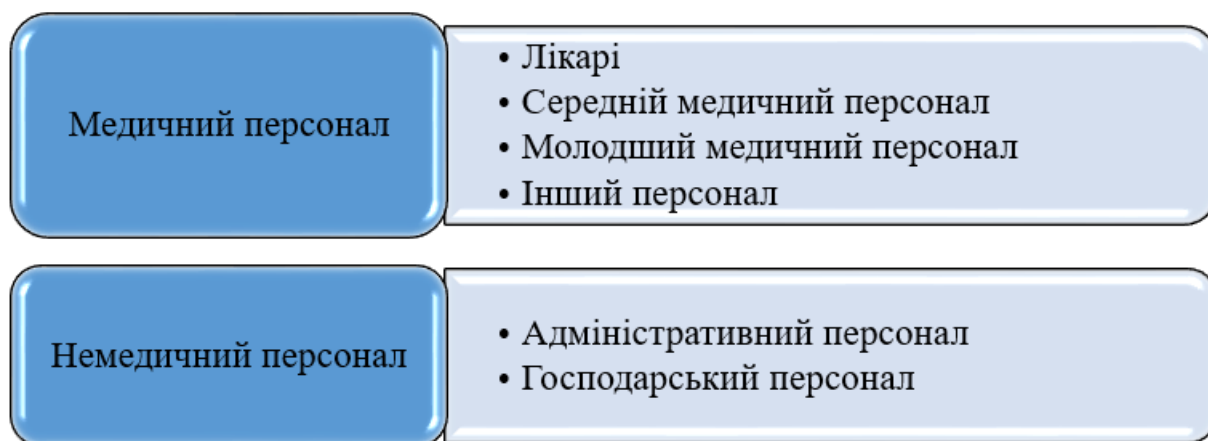 Медичний персонал
• Лікарі
• Середній медичний персонал
• Молодший медичний персонал
• Інший персонал
Немедичний персонал
• Адміністративний персонал
• Господарський персонал